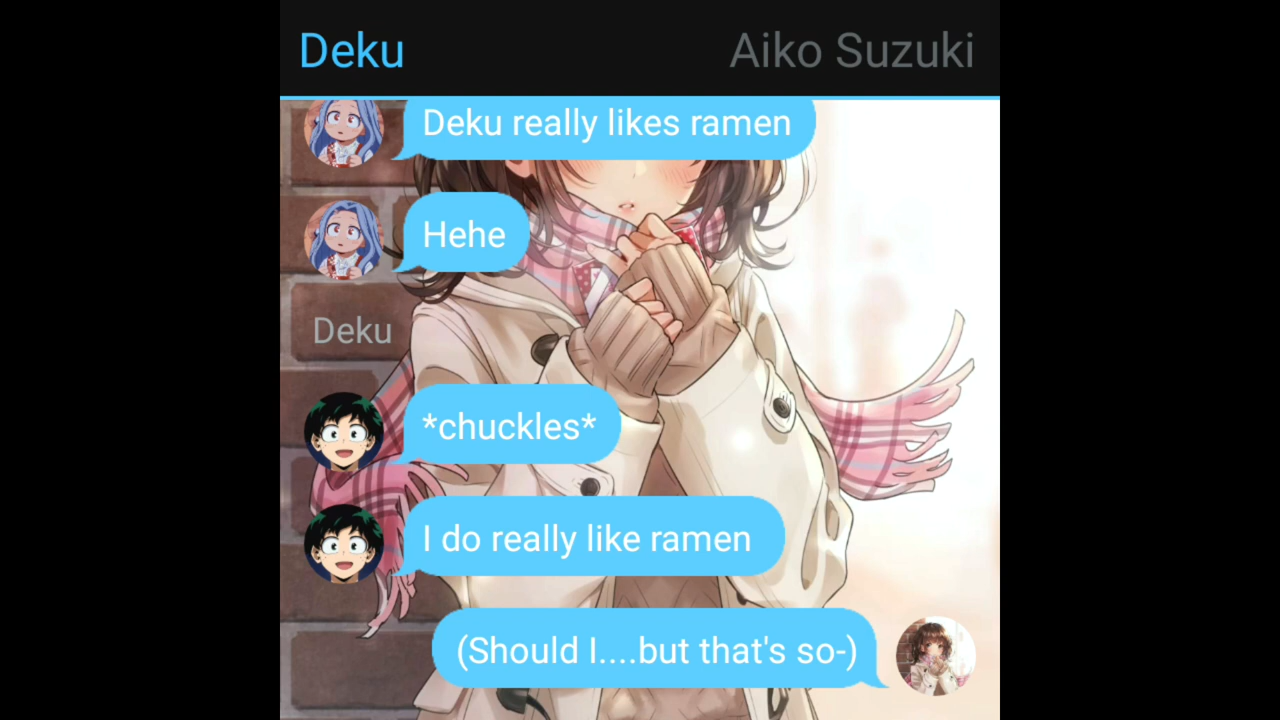 Deku
Aiko Suzuki
Deku really likes ramen
Hehe
Deku
*chuckles*
I do really like ramen
(Should I....but that's so-)